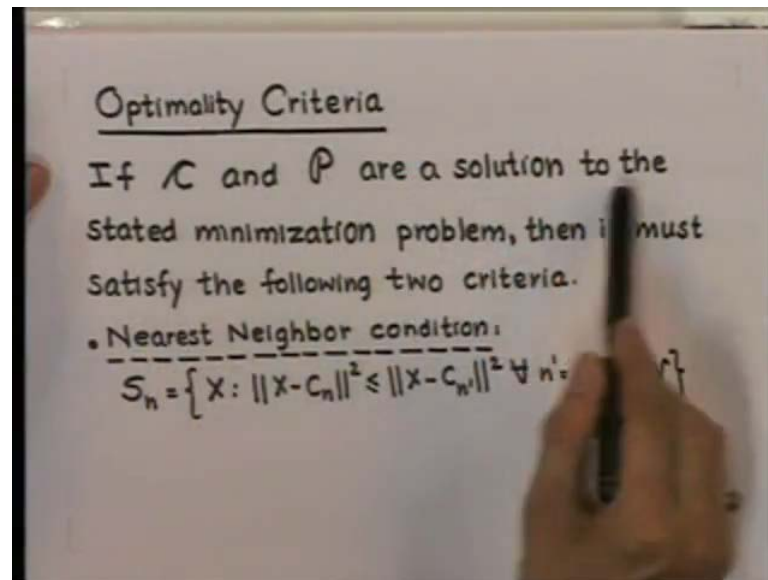 Optimality Criteria
If C and P are a solution to the
stated minimization problem, then must
satisfy the following two criteria.
• Nearest Neighbor condition:
Sₙ = { X : ||X-Cₙ||² ≤ ||X-Cₙ'||² ∀ n'= }